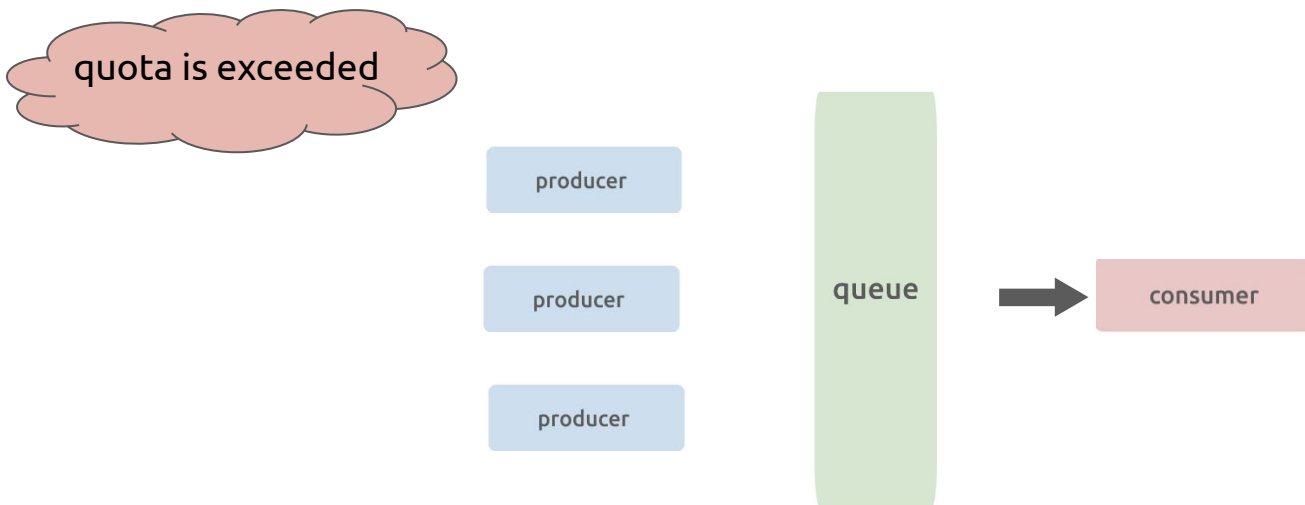 quota is exceeded
producer
producer
queue
consumer
producer